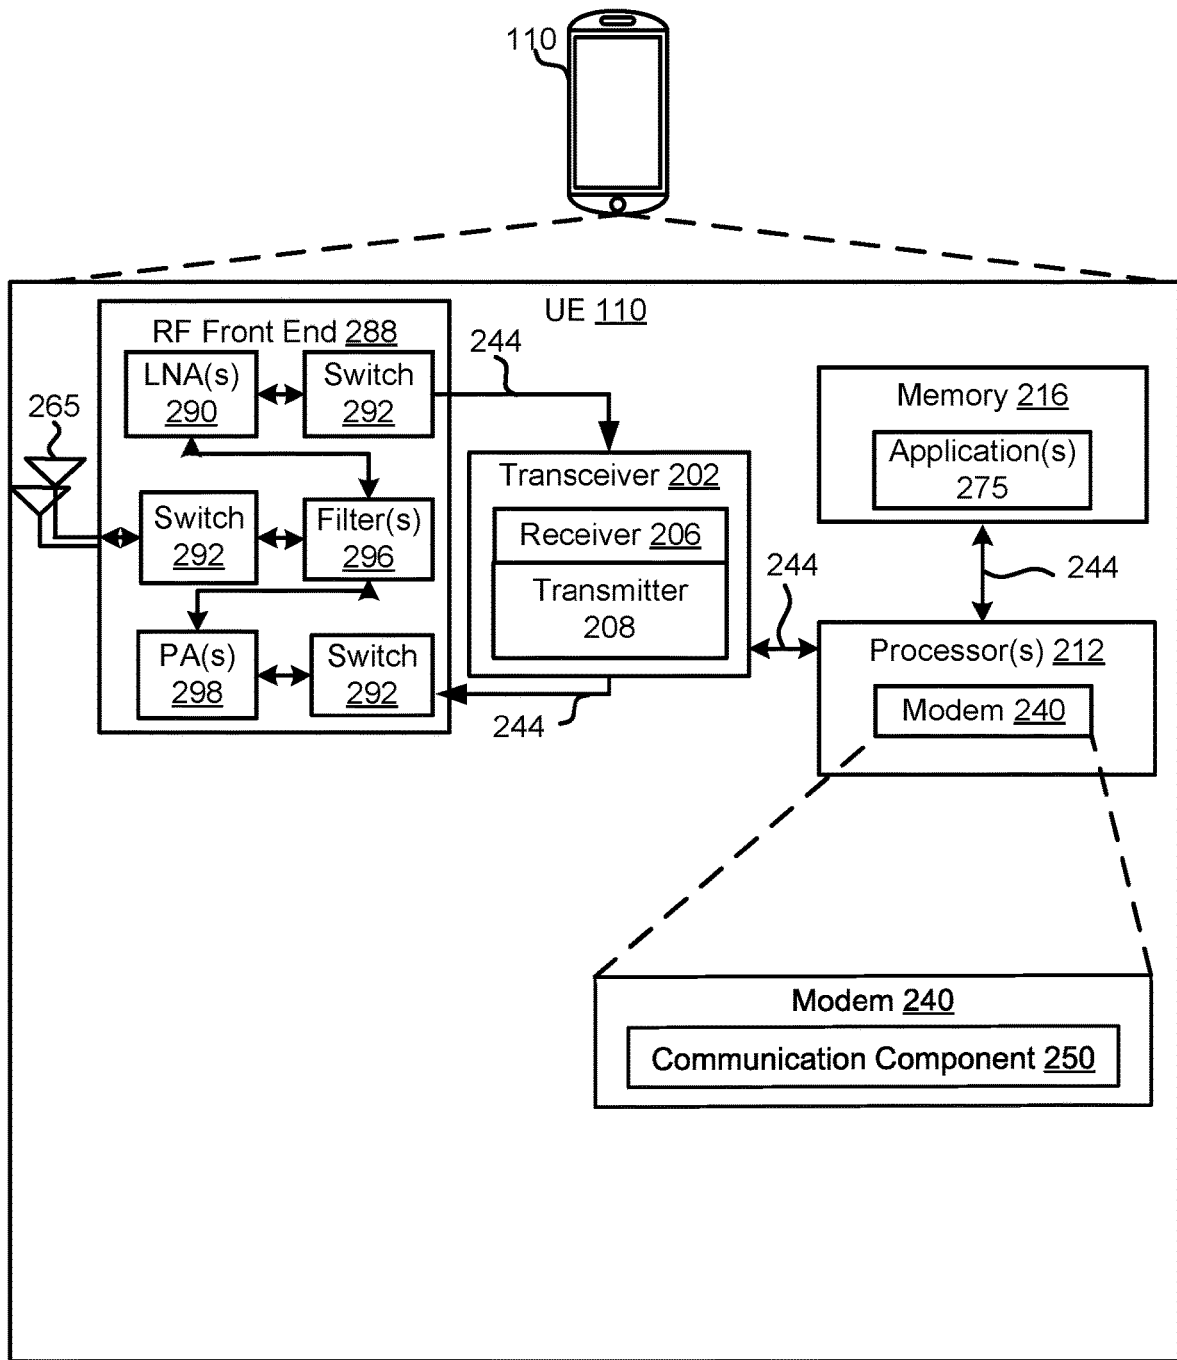 110
UE 110
RF Front End 288
LNA(s)
290
Switch
292
244
265
Switch
292
Filter(s)
296
PA(s)
298
Switch
292
244
Transceiver 202
Receiver 206
Transmitter
208
244
Memory 216
Application(s)
275
244
Processor(s) 212
Modem 240
Modem 240
Communication Component 250